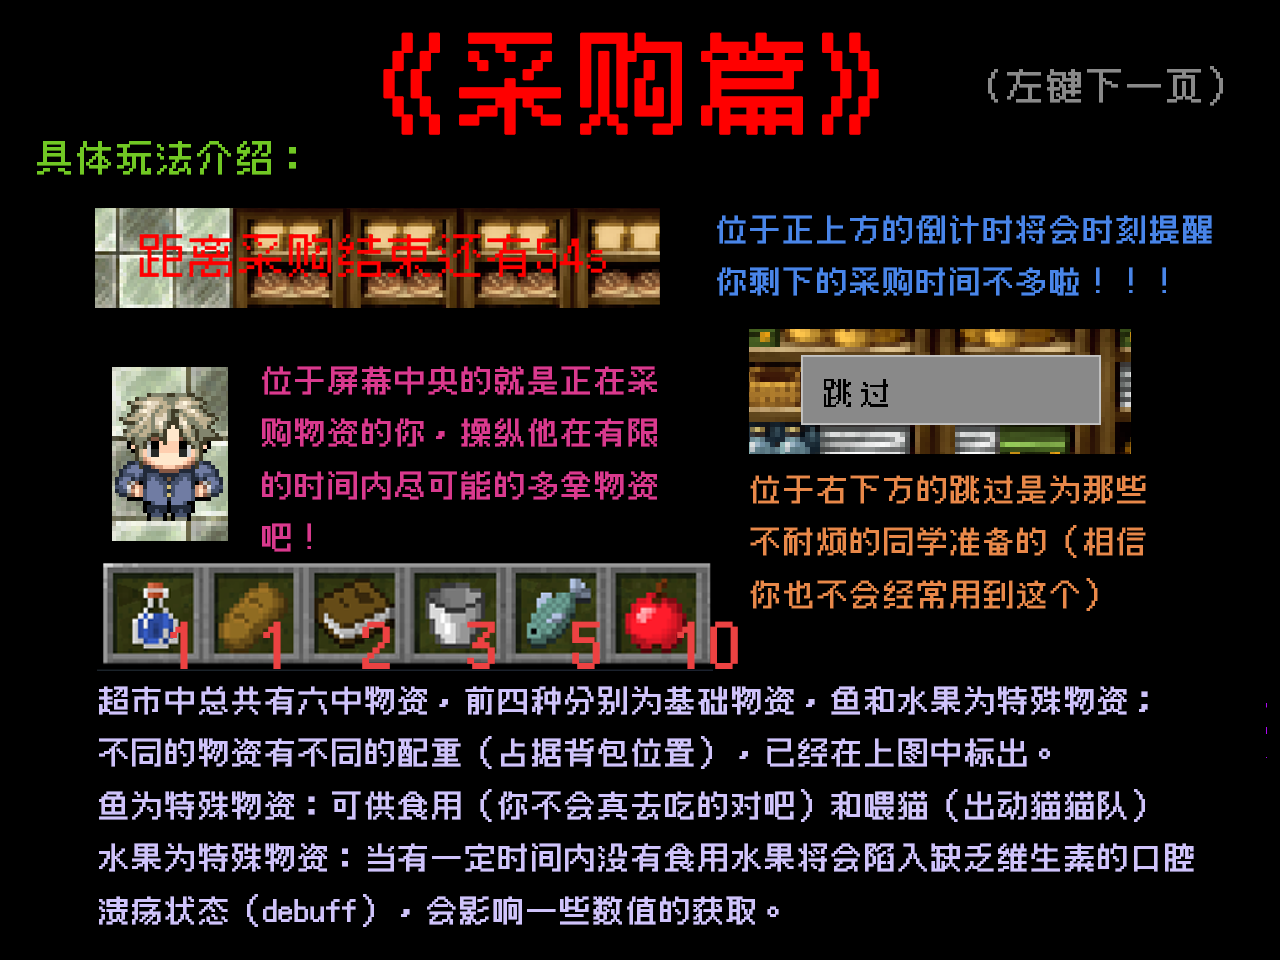 《采购篇》
（左键下一页）
具体玩法介绍：
距离采购结束还有54s
位于正上方的倒计时将会时刻提醒
你剩下的采购时间不多啦！！！
位于屏幕中央的就是正在采
购物资的你，操纵他在有限
的时间内尽可能的多拿物资
吧！
跳过
位于右下方的跳过是为那些
不耐烦的同学准备的（相信
你也不会经常用到这个）
1 1 2 3 5 10
超市中总共有六中物资，前四种分别为基础物资，鱼和水果为特殊物资；
不同的物资有不同的配重（占据背包位置），已经在上图中标出。
鱼为特殊物资：可供食用（你不会真去吃的对吧）和喂猫（出动猫猫队）
水果为特殊物资：当有一定时间内没有食用水果将会陷入缺乏维生素的口腔
溃疡状态（debuff），会影响一些数值的获取。